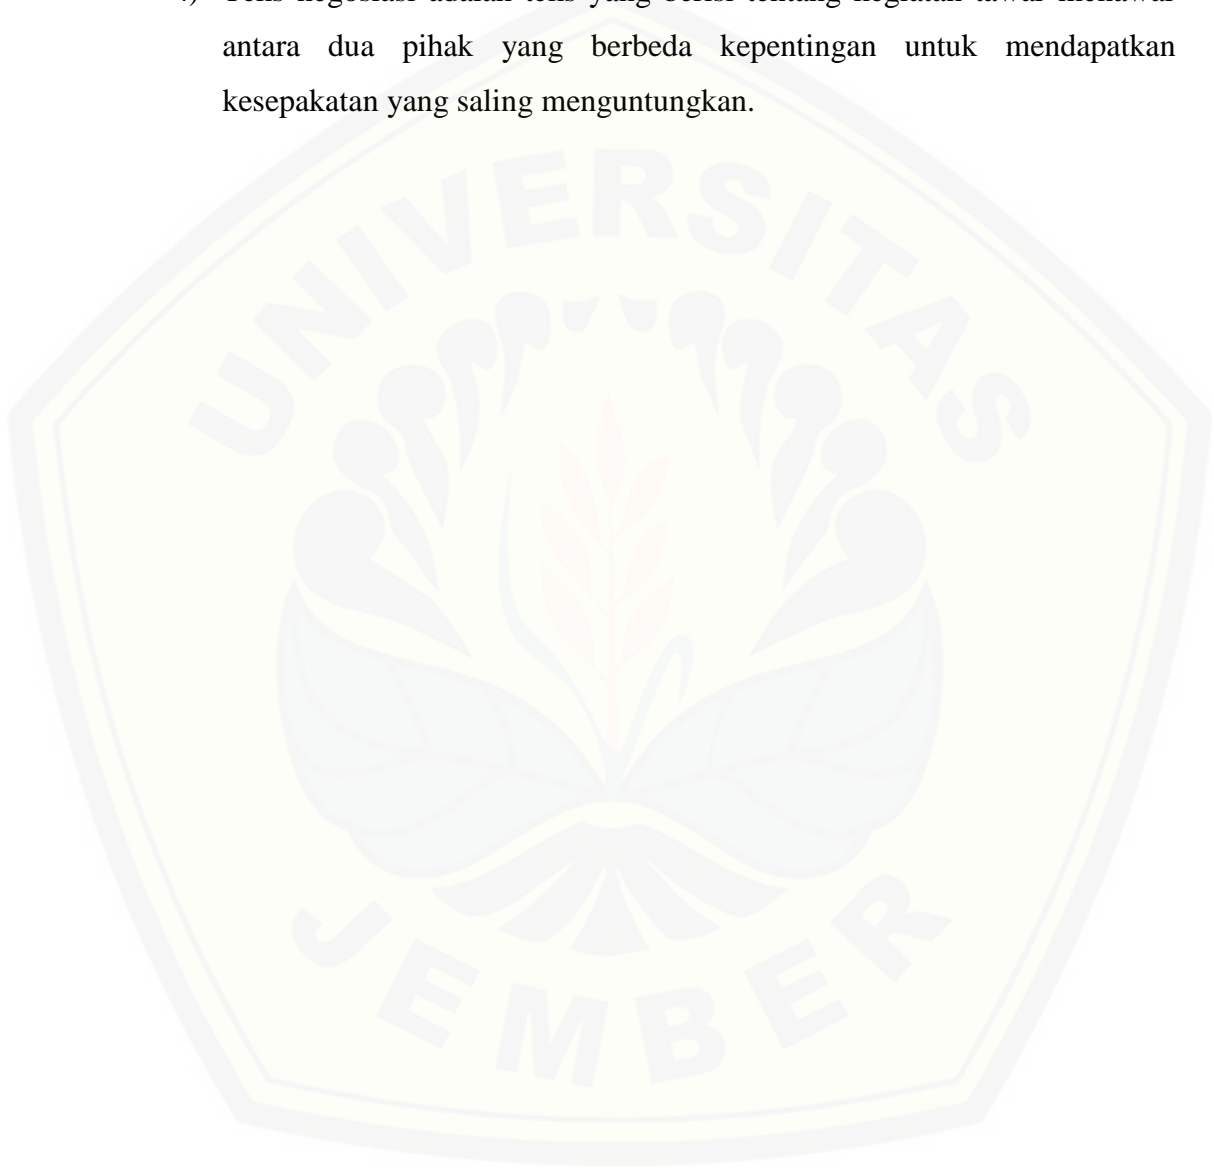 4) Teks negosiasi adalah teks yang berisi tentang kegiatan tawar-menawar
antara dua pihak yang berbeda kepentingan untuk mendapatkan
kesepakatan yang saling menguntungkan.
UNIVERSITAS
JEMBER